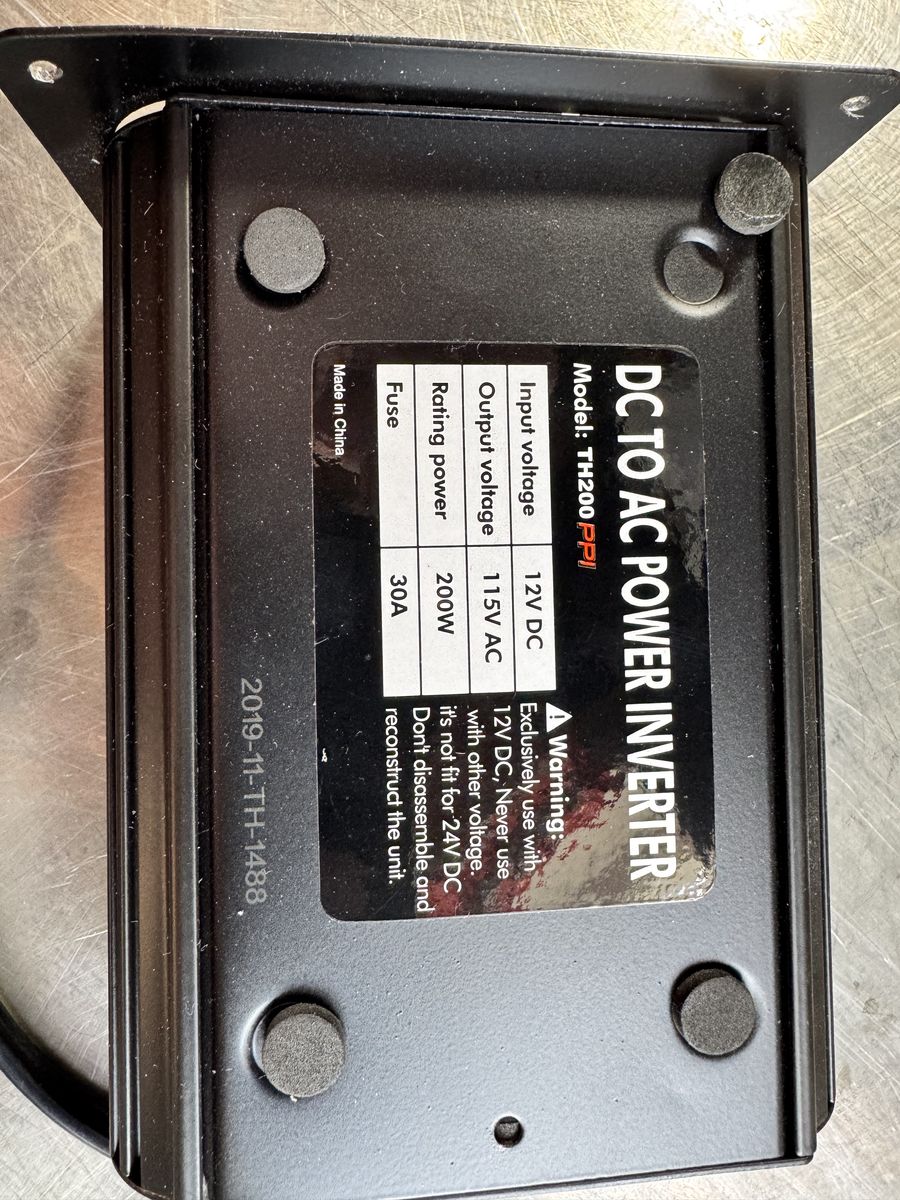 DC TO AC POWER INVERTER
Model: TH200 PPI
Input voltage 12V DC
Output voltage 115V AC
Rating power 200W
Fuse 30A
Warning:
Exclusively use with
12V DC, Never use
with other voltage.
it's not fit for 24V DC
Don't disassemble and
reconstruct the unit.
Made in China
2019-11-TH-1488